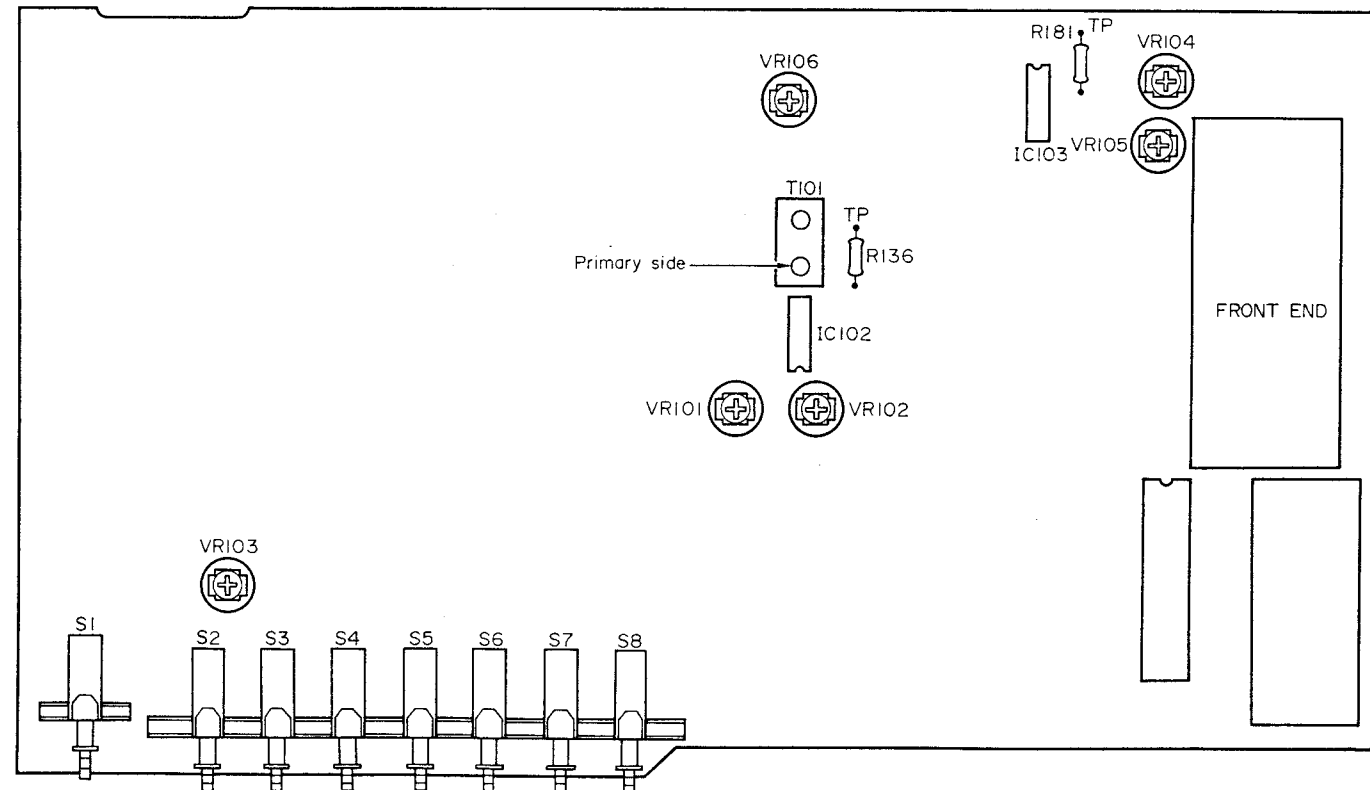 R181 TP
VR104
VR106
IC103
VR105
T101
TP
Primary side
R136
FRONT END
IC102
VR101
VR102
VR103
S1
S2 S3 S4 S5 S6 S7 S8